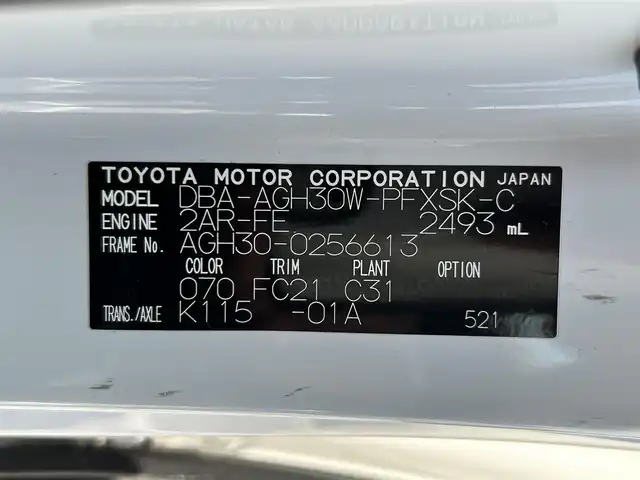 TOYOTA MOTOR CORPORATION JAPAN
MODEL DBA-AGH30W-PFXSK-C
ENGINE 2AR-FE 2493 mL
FRAME No. AGH30-0256613
COLOR TRIM PLANT OPTION
070 FC21 C31
TRANS./AXLE K115 -01A 521